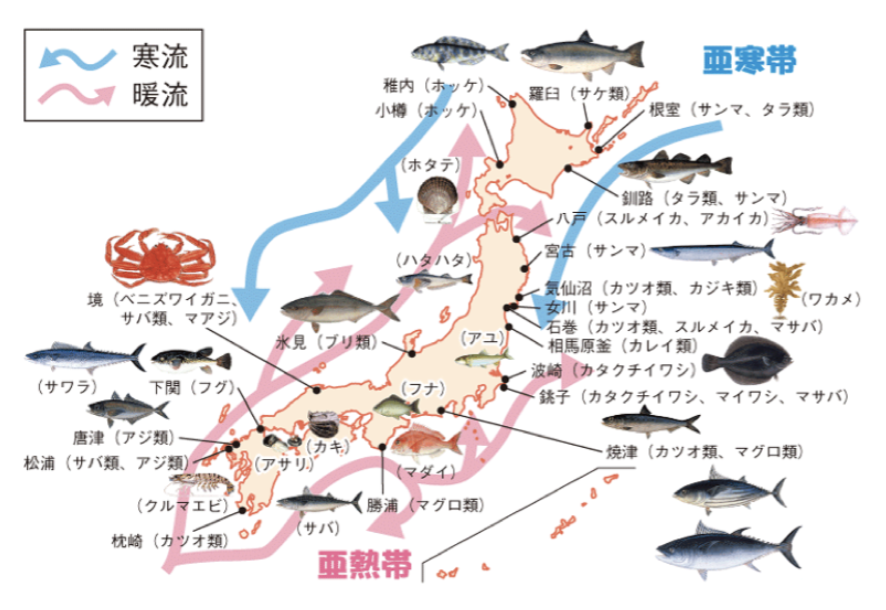 寒流
暖流
亜寒帯
稚内（ホッケ）
小樽（ホッケ）
羅臼（サケ類）
根室（サンマ、タラ類）
（ホタテ）
釧路（タラ類、サンマ）
八戸（スルメイカ、アカイカ）
宮古（サンマ）
（ハタハタ）
境（ベニズワイガニ、
サバ類、マアジ）
気仙沼（カツオ類、カジキ類）
（ワカメ）
女川（サンマ）
石巻（カツオ類、スルメイカ、マサバ）
氷見（ブリ類）
（アユ）
相馬原釜（カレイ類）
波崎（カタクチイワシ）
（サワラ）
下関（フグ）
（フナ）
銚子（カタクチイワシ、マイワシ、マサバ）
唐津（アジ類）
（カキ）
焼津（カツオ類、マグロ類）
松浦（サバ類、アジ類）
（アサリ）
（マダイ）
（クルマエビ）
（サバ）
勝浦（マグロ類）
枕崎（カツオ類）
亜熱帯